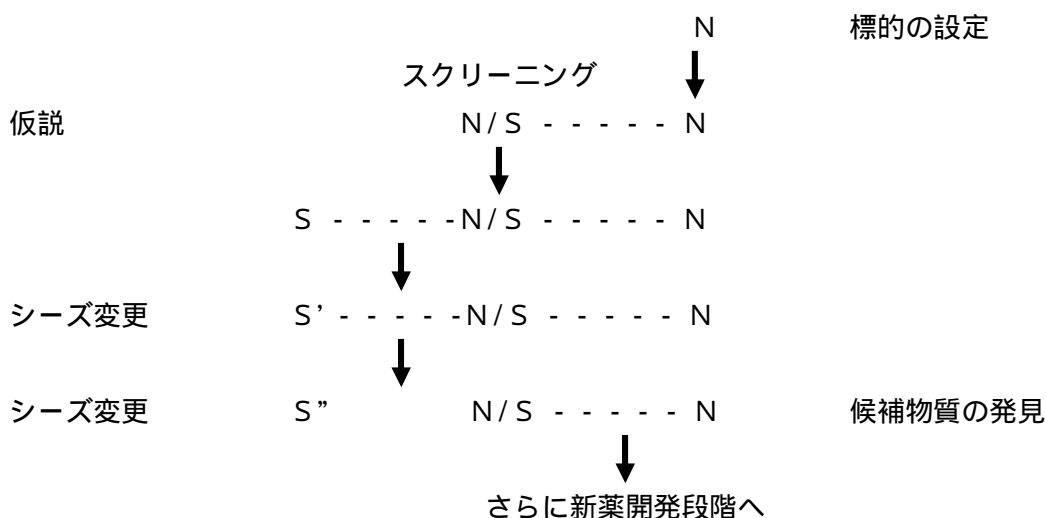 N 標的の設定
スクリーニング
仮説 N/S - - - - - N
S - - - - -N/S - - - - - N
シーズ変更 S’- - - - -N/S - - - - - N
シーズ変更 S” N/S - - - - - N 候補物質の発見
さらに新薬開発段階へ